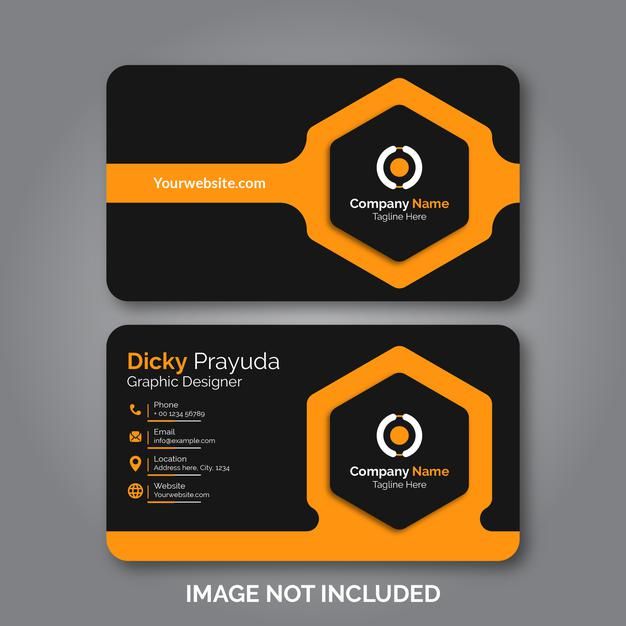 Yourwebsite.com
Company Name
Tagline Here
Dicky Prayuda
Graphic Designer
Phone
+ 00 1234 56789
Email
info@example.com
Location
Address here, City, 1234
Website
Yourwebsite.com
Company Name
Tagline Here
IMAGE NOT INCLUDED